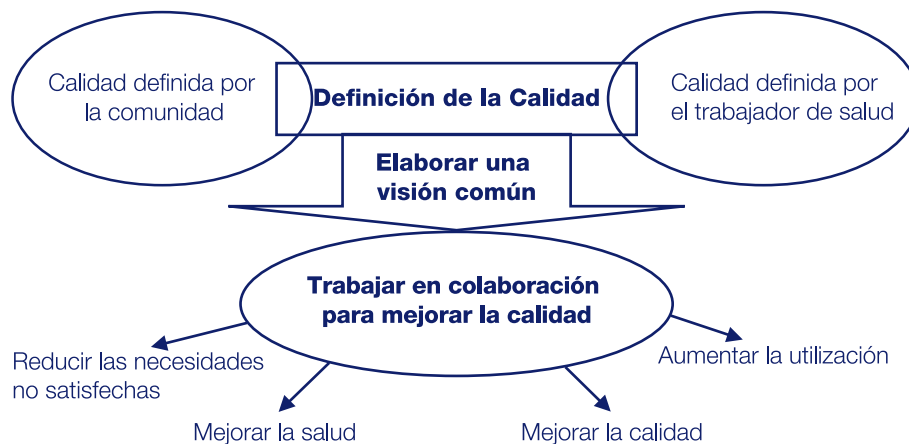 Calidad definida por
la comunidad
Definición de la Calidad
Calidad definida por
el trabajador de salud
Elaborar una
visión común
Trabajar en colaboración
para mejorar la calidad
Reducir las necesidades
no satisfechas
Mejorar la salud
Mejorar la calidad
Aumentar la utilización